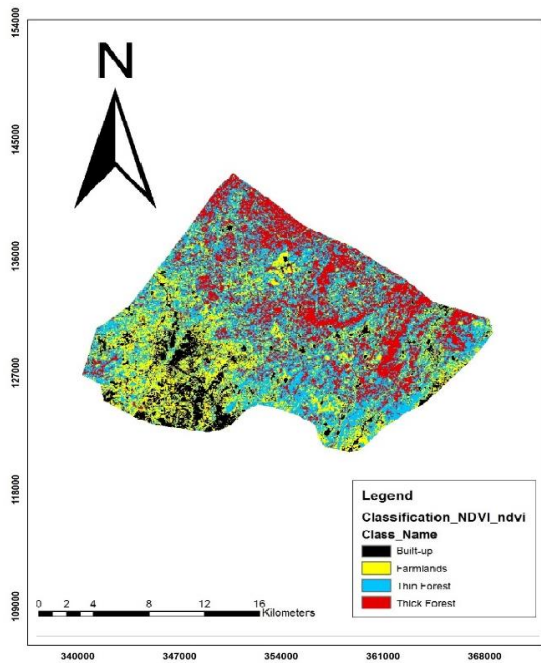 N
154000
145000
136000
127000
118000
109000
Legend
Classification_NDVI_ndvi
Class_Name
Built-up
Farmlands
Thin Forest
Thick Forest
0 2 4 8 12 16
Kilometers
340000 347000 354000 361000 368000